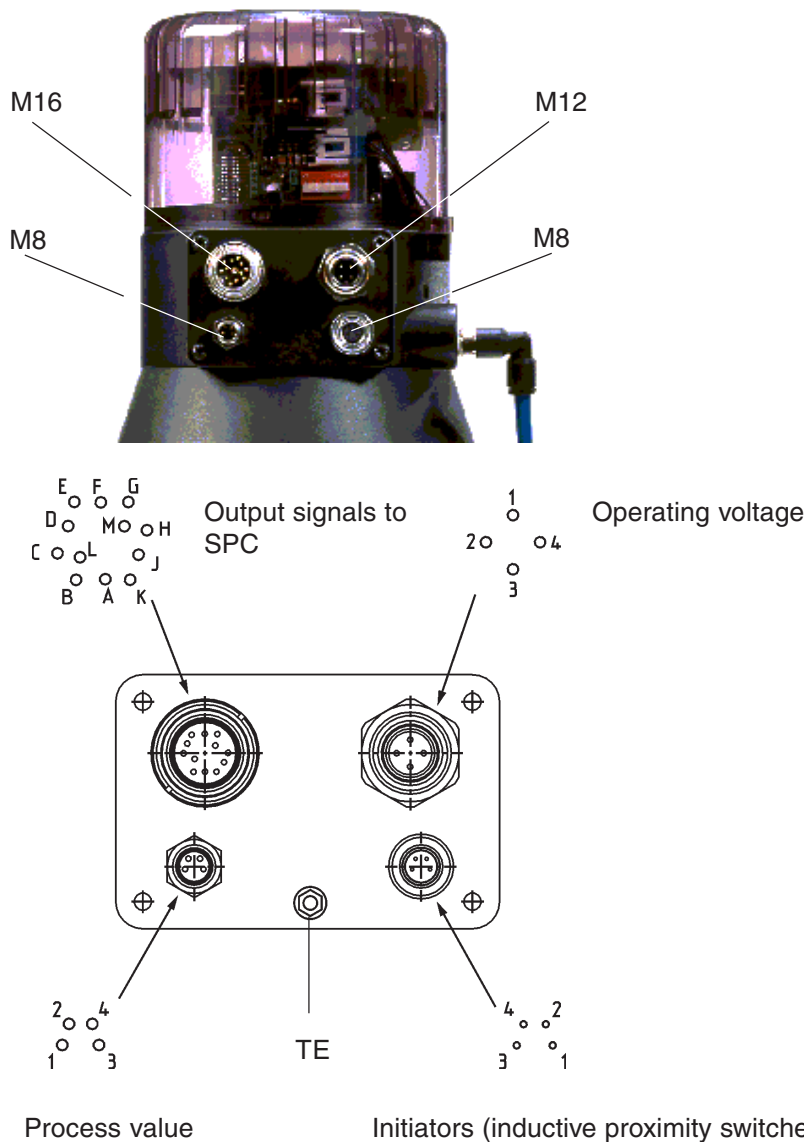 M16
M12
M8
M8
E F G
D M H
C L J
B A K
Output signals to
SPC
1
2 4
3
Operating voltage
2 4
1 3
TE
4 2
3 1
Process value
Initiators (inductive proximity switche